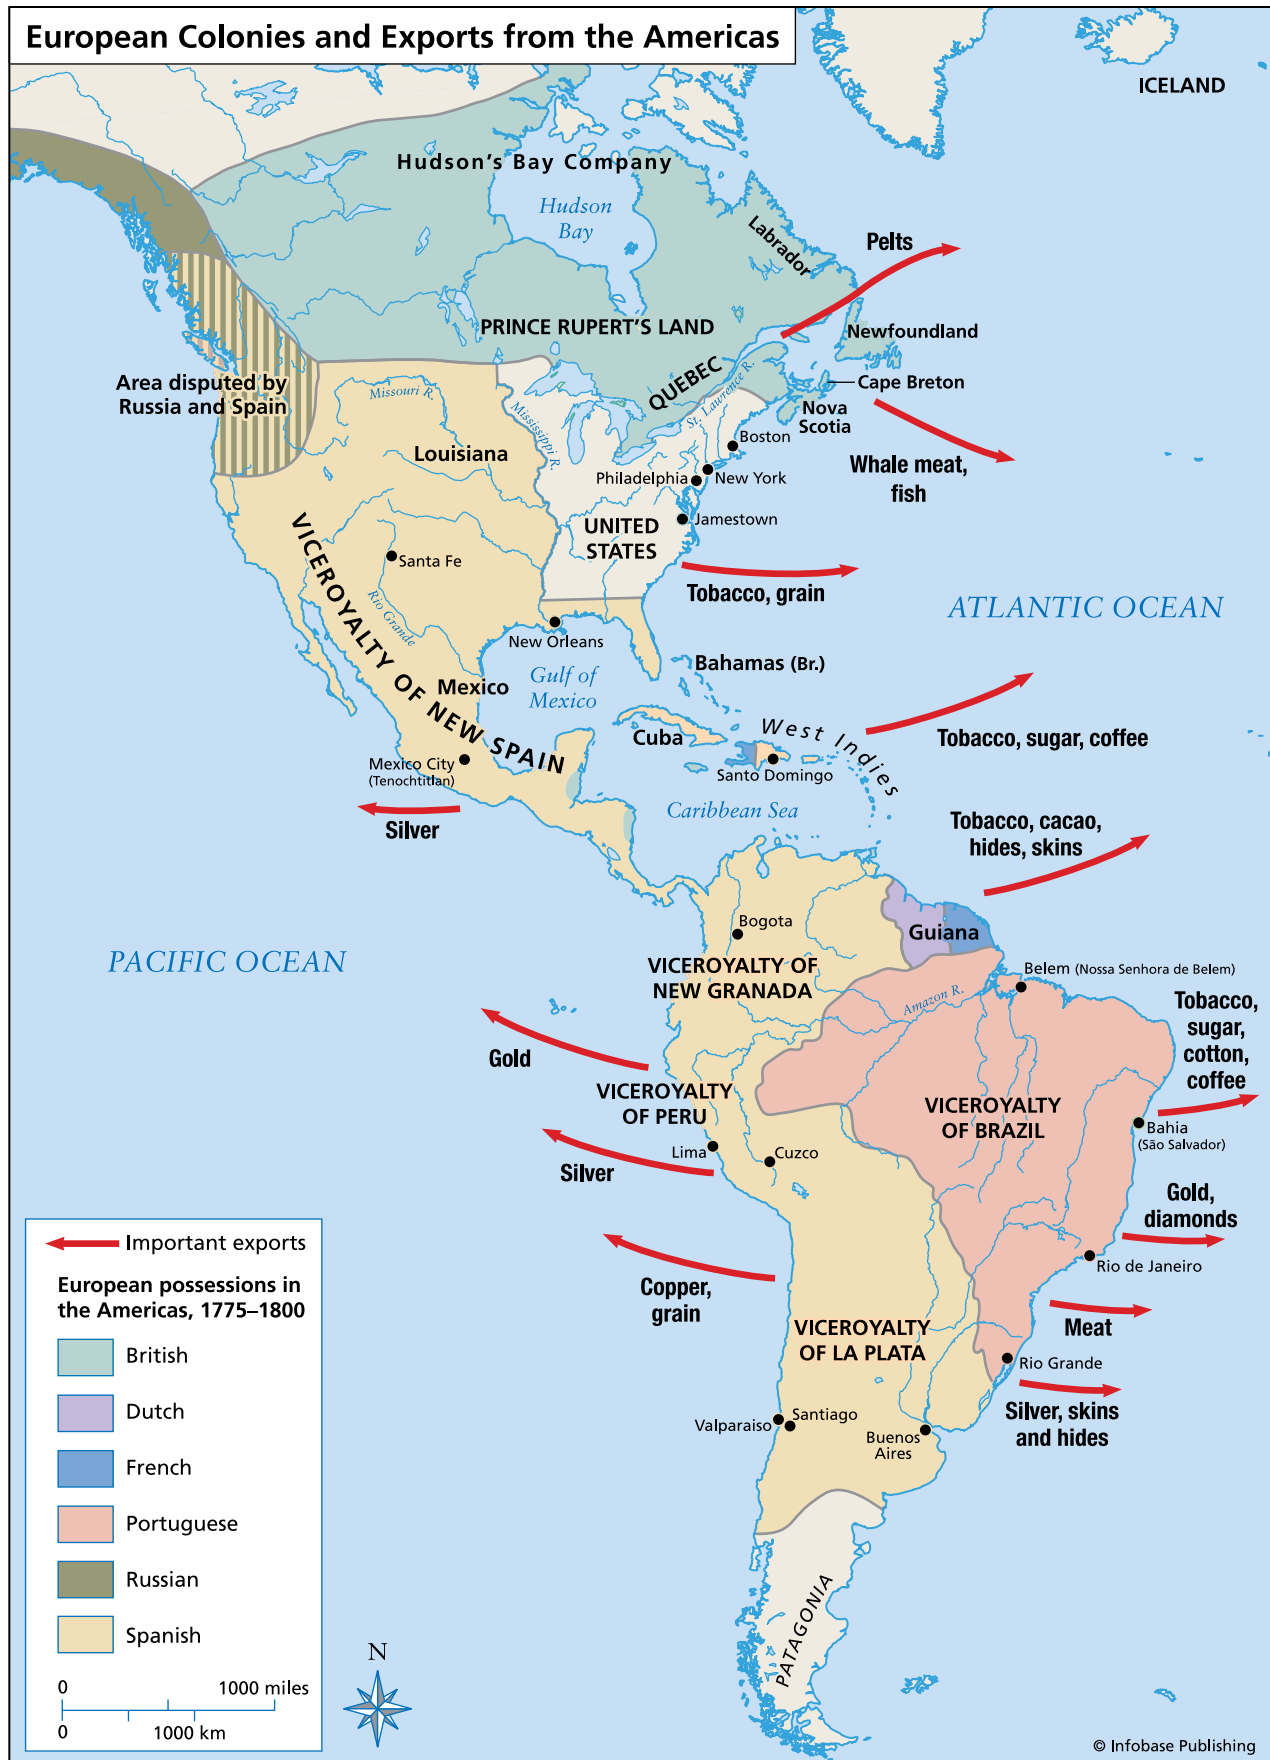 European Colonies and Exports from the Americas
ICELAND
Hudson's Bay Company
Hudson
Bay
Labrador
Pelts
PRINCE RUPERT'S LAND
Newfoundland
QUEBEC
St. Lawrence R.
Cape Breton
Nova
Scotia
Area disputed by
Russia and Spain
Missouri R.
Mississippi R.
Louisiana
Boston
Philadelphia
New York
Whale meat,
fish
Jamestown
UNITED
STATES
VICEROYALTY OF NEW SPAIN
Santa Fe
Rio Grande
Tobacco, grain
ATLANTIC OCEAN
New Orleans
Bahamas (Br.)
Gulf of
Mexico
Mexico
West Indies
Cuba
Tobacco, sugar, coffee
Mexico City
(Tenochtitlan)
Santo Domingo
Caribbean Sea
Silver
Tobacco, cacao,
hides, skins
Bogota
Guiana
PACIFIC OCEAN
VICEROYALTY OF
NEW GRANADA
Belem (Nossa Senhora de Belem)
Amazon R.
Tobacco,
sugar,
cotton,
coffee
Gold
VICEROYALTY
OF PERU
VICEROYALTY
OF BRAZIL
Bahia
(São Salvador)
Lima
Cuzco
Silver
Gold,
diamonds
Rio de Janeiro
Copper,
grain
Meat
VICEROYALTY
OF LA PLATA
Rio Grande
Silver, skins
and hides
Valparaiso
Santiago
Buenos
Aires
PATAGONIA
Important exports
European possessions in
the Americas, 1775–1800
British
Dutch
French
Portuguese
Russian
Spanish
0 1000 miles
0 1000 km
N
© Infobase Publishing